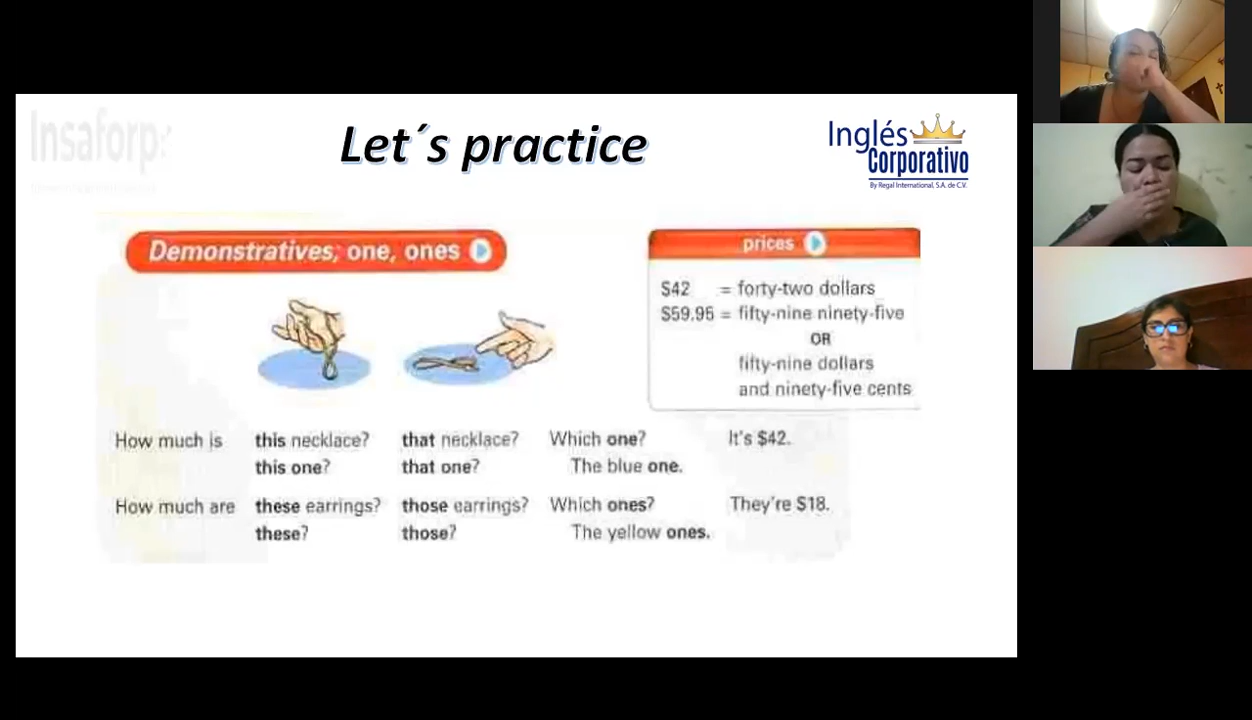 Insaforp
Let´s practice
Inglés
Corporativo
By Regal International, S.A. de C.V.
Demonstratives; one, ones
prices
$42 = forty-two dollars
$59.95 = fifty-nine ninety-five
OR
fifty-nine dollars
and ninety-five cents
How much is this necklace? that necklace? Which one? It's $42.
this one? that one? The blue one.
How much are these earrings? those earrings? Which ones? They're $18.
these? those? The yellow ones.